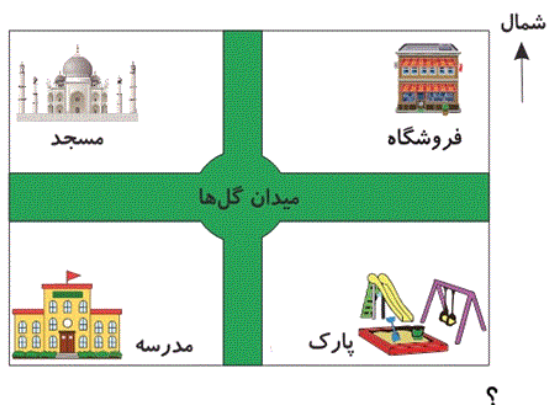 شمال
مسجد
فروشگاه
میدان گل‌ها
مدرسه
پارک
؟